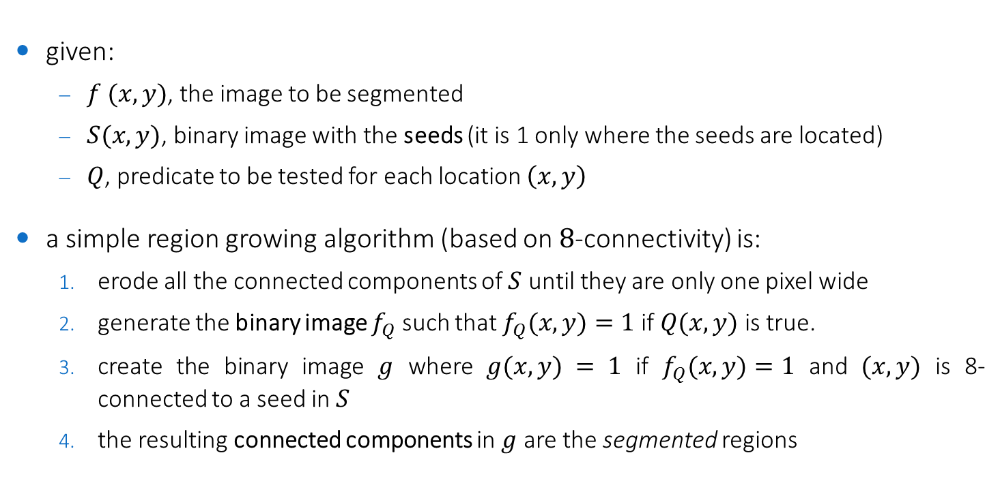 • given:
– f (x, y), the image to be segmented
– S(x, y), binary image with the seeds (it is 1 only where the seeds are located)
– Q, predicate to be tested for each location (x, y)
• a simple region growing algorithm (based on 8-connectivity) is:
1. erode all the connected components of S until they are only one pixel wide
2. generate the binary image f_Q such that f_Q(x, y) = 1 if Q(x, y) is true.
3. create the binary image g where g(x, y) = 1 if f_Q(x, y) = 1 and (x, y) is 8-
connected to a seed in S
4. the resulting connected components in g are the segmented regions